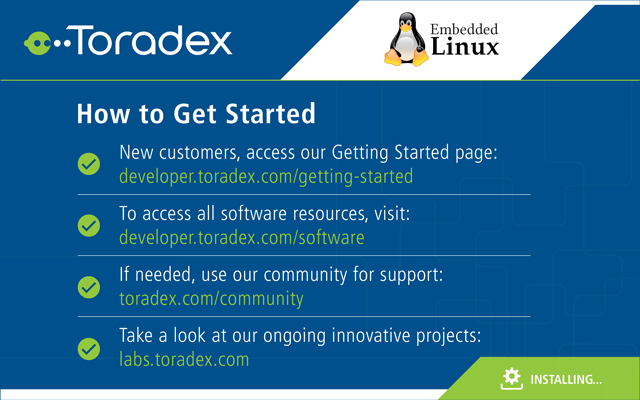 Toradex
Embedded
Linux
How to Get Started
New customers, access our Getting Started page:
developer.toradex.com/getting-started
To access all software resources, visit:
developer.toradex.com/software
If needed, use our community for support:
toradex.com/community
Take a look at our ongoing innovative projects:
labs.toradex.com
INSTALLING...